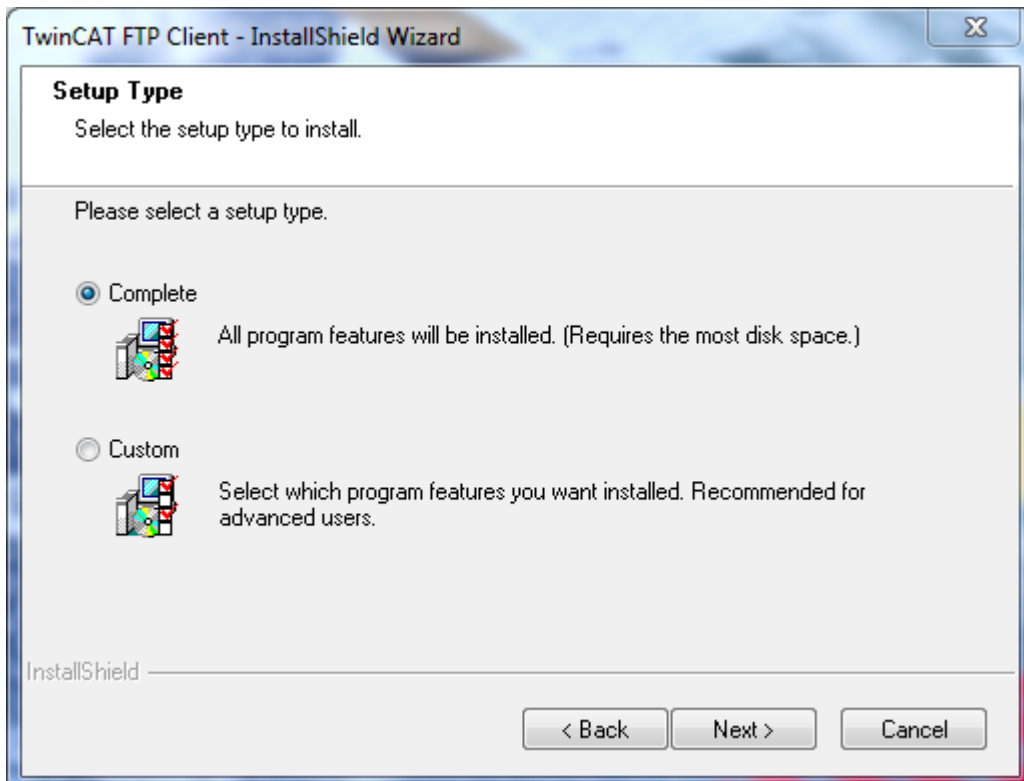 TwinCAT FTP Client - InstallShield Wizard
Setup Type
Select the setup type to install.
Please select a setup type.
Complete
All program features will be installed. (Requires the most disk space.)
Custom
Select which program features you want installed. Recommended for
advanced users.
InstallShield
< Back
Next >
Cancel